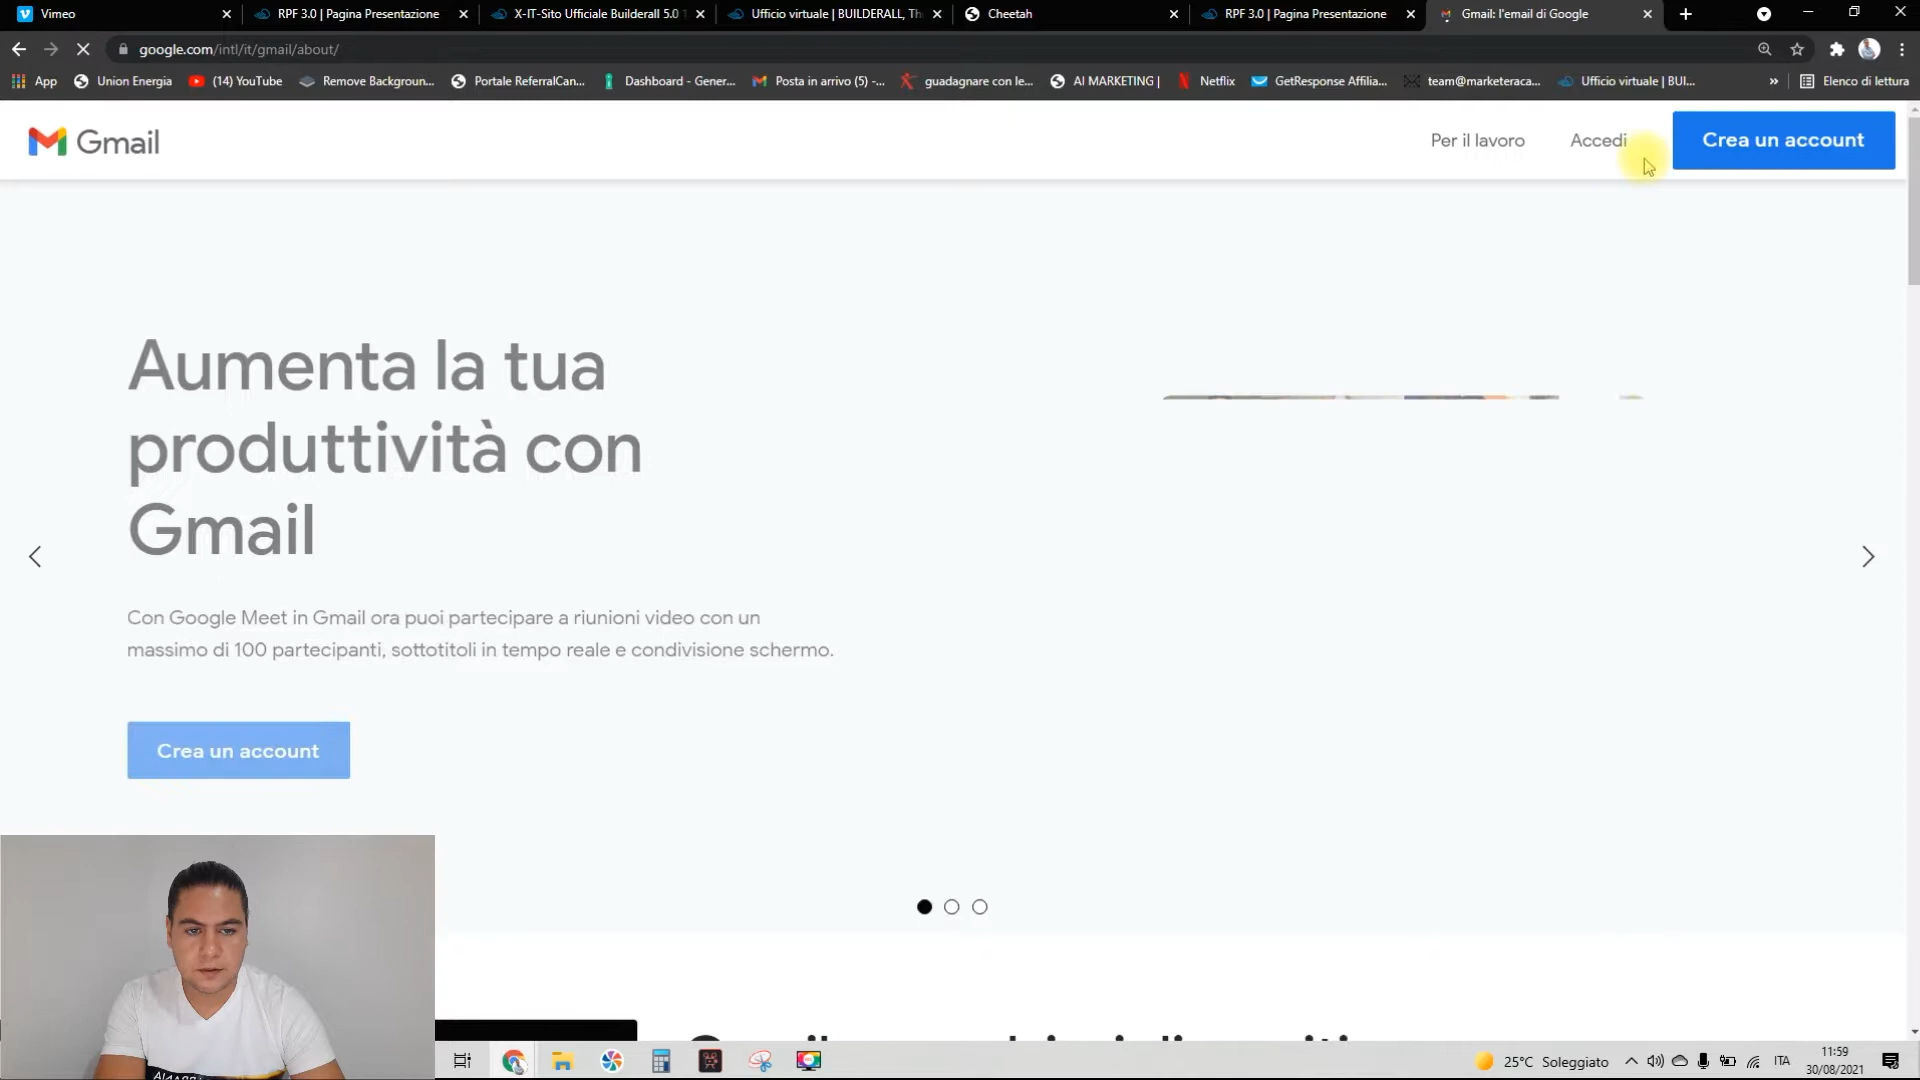 Vimeo
RPF 3.0 | Pagina Presentazione
X-IT-Sito Ufficiale Builderall 5.0
Ufficio virtuale | BUILDERALL, Th
Cheetah
RPF 3.0 | Pagina Presentazione
Gmail: l'email di Google
google.com/intl/it/gmail/about/
App
Union Energia
(14) YouTube
Remove Backgroun...
Portale ReferralCan...
Dashboard - Gener...
Posta in arrivo (5) -...
guadagnare con le...
AI MARKETING |
Netflix
GetResponse Affilia...
team@marketeraca...
Ufficio virtuale | BUI...
»
Elenco di lettura
Gmail
Per il lavoro
Accedi
Crea un account
Aumenta la tua
produttività con
Gmail
Con Google Meet in Gmail ora puoi partecipare a riunioni video con un
massimo di 100 partecipanti, sottotitoli in tempo reale e condivisione schermo.
Crea un account
25°C Soleggiato
ITA
11:59
30/08/2021